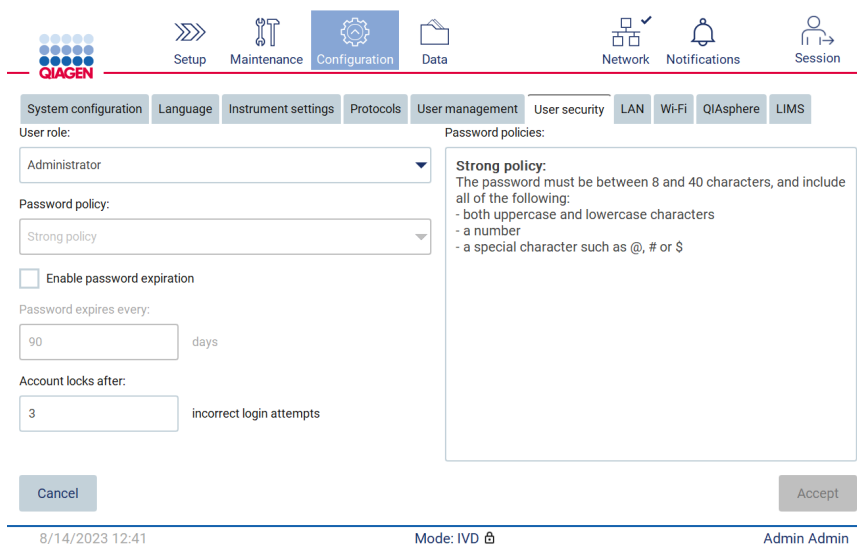 QIAGEN
Setup
Maintenance
Configuration
Data
Network
Notifications
Session
System configuration
Language
Instrument settings
Protocols
User management
User security
LAN
Wi-Fi
QIAsphere
LIMS
User role:
Administrator
Password policy:
Strong policy
Enable password expiration
Password expires every:
90 days
Account locks after:
3 incorrect login attempts
Password policies:
Strong policy:
The password must be between 8 and 40 characters, and include
all of the following:
- both uppercase and lowercase characters
- a number
- a special character such as @, # or $
Cancel
Accept
8/14/2023 12:41
Mode: IVD
Admin Admin